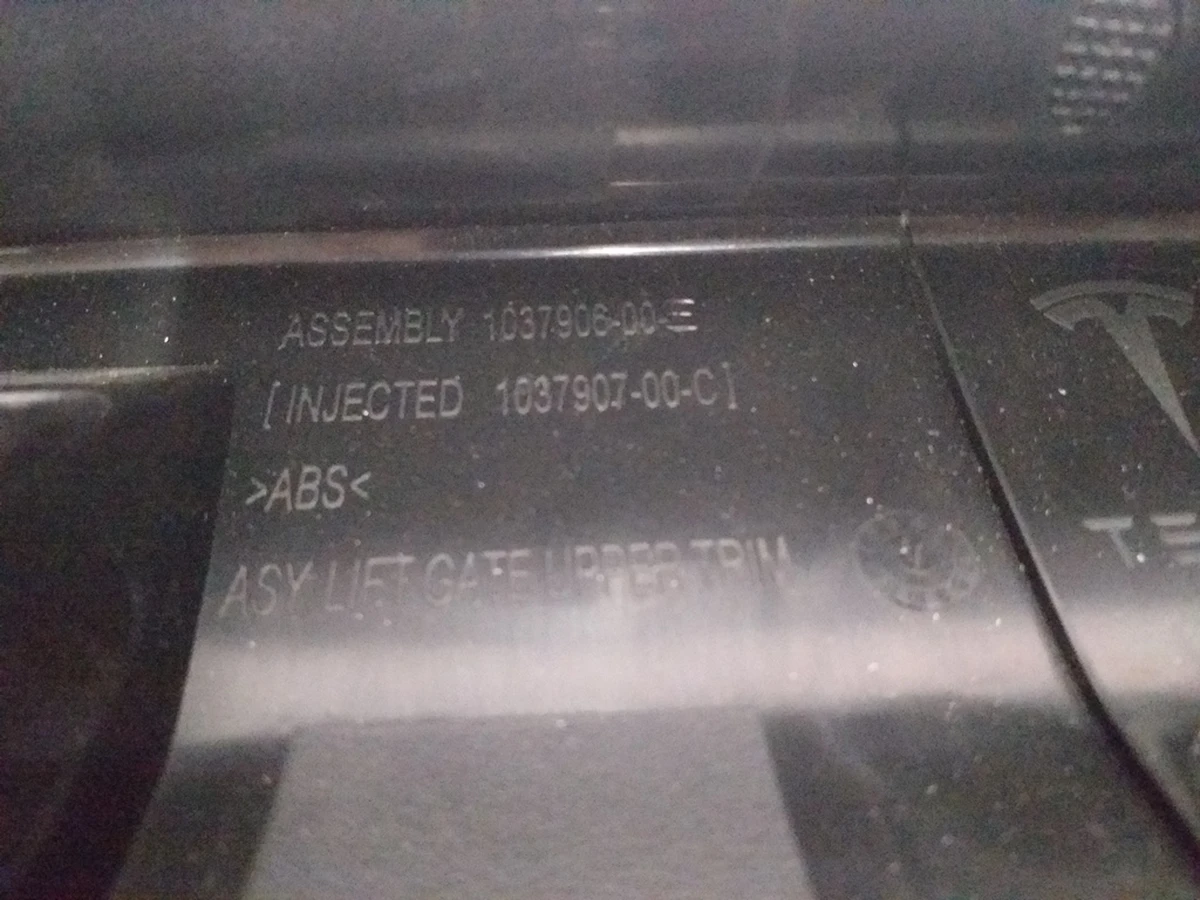 ASSEMBLY 1037906-00-E
[INJECTED 1037907-00-C]
>ABS<
ASY LIFT GATE UPPER TRIM